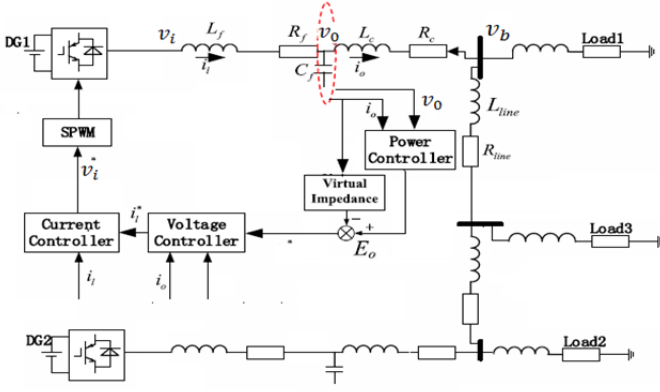 DG1
v_i
L_f
i_l
R_f
v_0
C_f
L_c
i_o
R_c
v_b
Load1
L_line
R_line
SPWM
v_i*
i_o
v_0
Power
Controller
Virtual
Impedance
Current
Controller
i_l*
Voltage
Controller
*
−
+
E_o
i_l
i_o
Load3
DG2
Load2